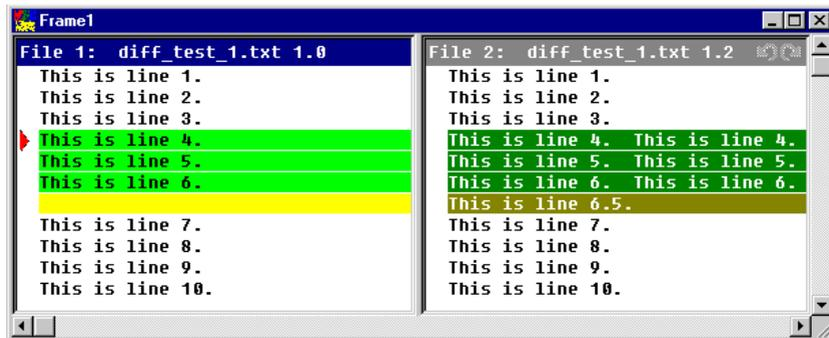 Frame1
File 1: diff_test_1.txt 1.0
This is line 1.
This is line 2.
This is line 3.
This is line 4.
This is line 5.
This is line 6.
This is line 7.
This is line 8.
This is line 9.
This is line 10.
File 2: diff_test_1.txt 1.2
This is line 1.
This is line 2.
This is line 3.
This is line 4. This is line 4.
This is line 5. This is line 5.
This is line 6. This is line 6.
This is line 6.5.
This is line 7.
This is line 8.
This is line 9.
This is line 10.